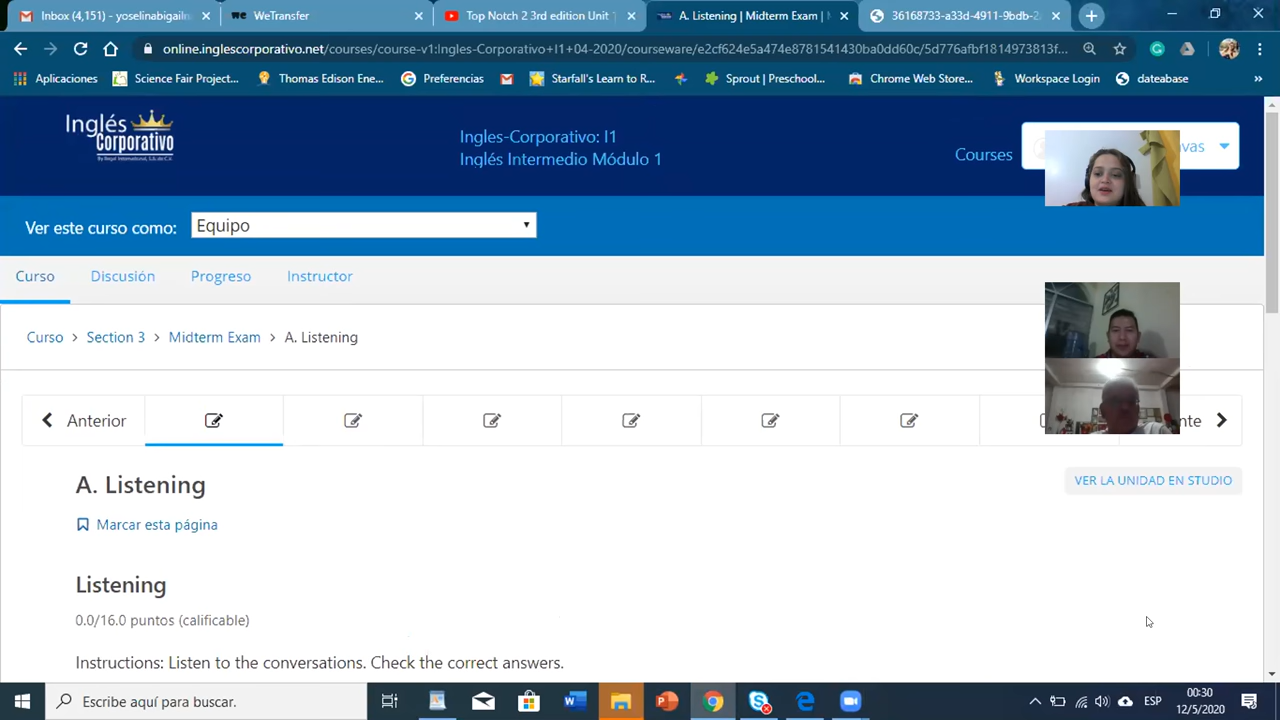 Inbox (4,151) - yoselinabigailn
WeTransfer
Top Notch 2 3rd edition Unit 1
A. Listening | Midterm Exam |
36168733-a33d-4911-9bdb-2
online.inglescorporativo.net/courses/course-v1:Ingles-Corporativo+I1+04-2020/courseware/e2cf624e5a474e8781541430ba0dd60c/5d776afbf1814973813f...
Aplicaciones
Science Fair Project...
Thomas Edison Ene...
Preferencias
Starfall's Learn to R...
Sprout | Preschool...
Chrome Web Store...
Workspace Login
dateabase
Inglés
Corporativo
Ingles-Corporativo: I1
Inglés Intermedio Módulo 1
Courses
vas
Ver este curso como:
Equipo
Curso
Discusión
Progreso
Instructor
Curso > Section 3 > Midterm Exam > A. Listening
Anterior
nte
A. Listening
VER LA UNIDAD EN STUDIO
Marcar esta página
Listening
0.0/16.0 puntos (calificable)
Instructions: Listen to the conversations. Check the correct answers.
Escribe aquí para buscar.
ESP
00:30
12/5/2020